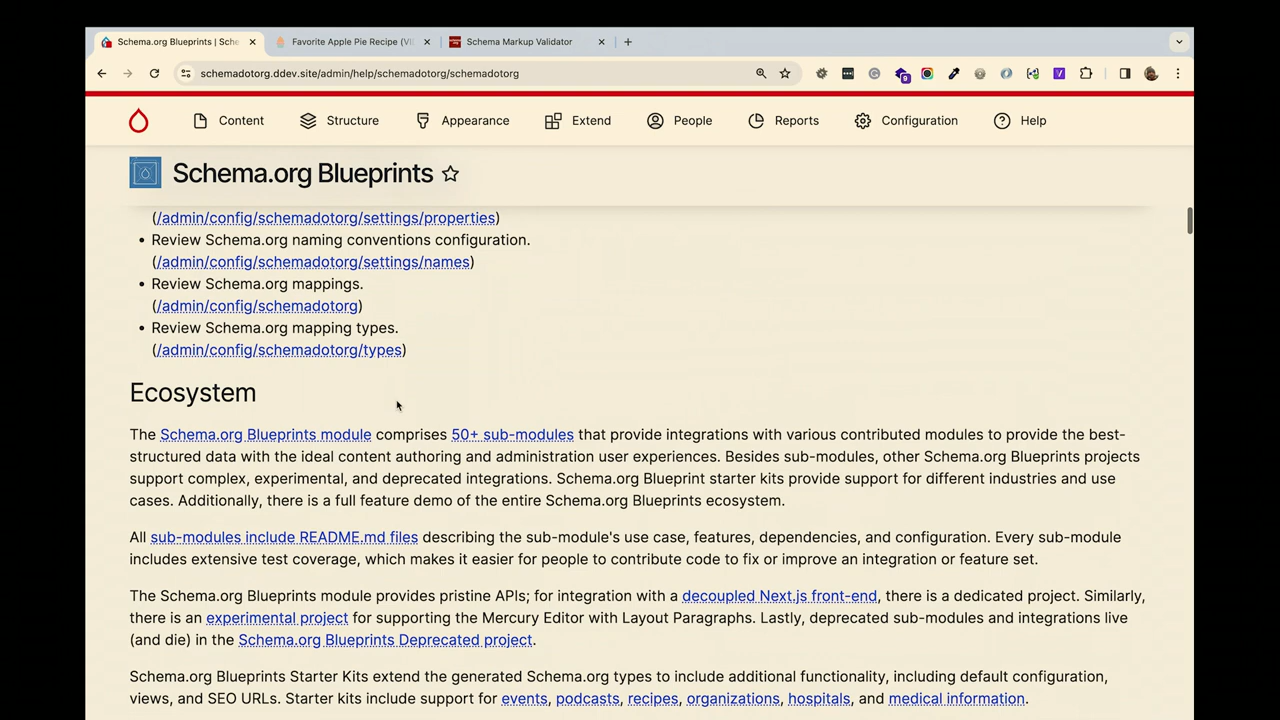 Schema.org Blueprints | Sche
Favorite Apple Pie Recipe (VI
Schema Markup Validator
schemadotorg.ddev.site/admin/help/schemadotorg/schemadotorg
Content
Structure
Appearance
Extend
People
Reports
Configuration
Help
Schema.org Blueprints
(/admin/config/schemadotorg/settings/properties)
• Review Schema.org naming conventions configuration.
(/admin/config/schemadotorg/settings/names)
• Review Schema.org mappings.
(/admin/config/schemadotorg)
• Review Schema.org mapping types.
(/admin/config/schemadotorg/types)
Ecosystem
The Schema.org Blueprints module comprises 50+ sub-modules that provide integrations with various contributed modules to provide the best-
structured data with the ideal content authoring and administration user experiences. Besides sub-modules, other Schema.org Blueprints projects
support complex, experimental, and deprecated integrations. Schema.org Blueprint starter kits provide support for different industries and use
cases. Additionally, there is a full feature demo of the entire Schema.org Blueprints ecosystem.
All sub-modules include README.md files describing the sub-module's use case, features, dependencies, and configuration. Every sub-module
includes extensive test coverage, which makes it easier for people to contribute code to fix or improve an integration or feature set.
The Schema.org Blueprints module provides pristine APIs; for integration with a decoupled Next.js front-end, there is a dedicated project. Similarly,
there is an experimental project for supporting the Mercury Editor with Layout Paragraphs. Lastly, deprecated sub-modules and integrations live
(and die) in the Schema.org Blueprints Deprecated project.
Schema.org Blueprints Starter Kits extend the generated Schema.org types to include additional functionality, including default configuration,
views, and SEO URLs. Starter kits include support for events, podcasts, recipes, organizations, hospitals, and medical information.